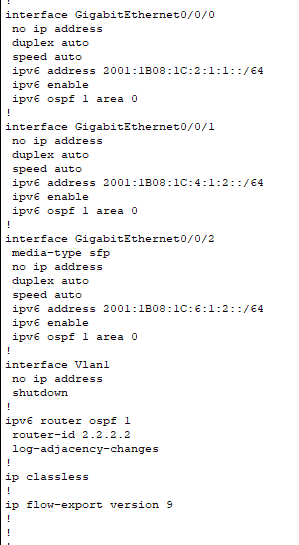 !
interface GigabitEthernet0/0/0
 no ip address
 duplex auto
 speed auto
 ipv6 address 2001:1B08:1C:2:1:1::/64
 ipv6 enable
 ipv6 ospf 1 area 0
!
interface GigabitEthernet0/0/1
 no ip address
 duplex auto
 speed auto
 ipv6 address 2001:1B08:1C:4:1:2::/64
 ipv6 enable
 ipv6 ospf 1 area 0
!
interface GigabitEthernet0/0/2
 media-type sfp
 no ip address
 duplex auto
 speed auto
 ipv6 address 2001:1B08:1C:6:1:2::/64
 ipv6 enable
 ipv6 ospf 1 area 0
!
interface Vlan1
 no ip address
 shutdown
!
ipv6 router ospf 1
 router-id 2.2.2.2
 log-adjacency-changes
!
ip classless
!
ip flow-export version 9
!
!
!
!